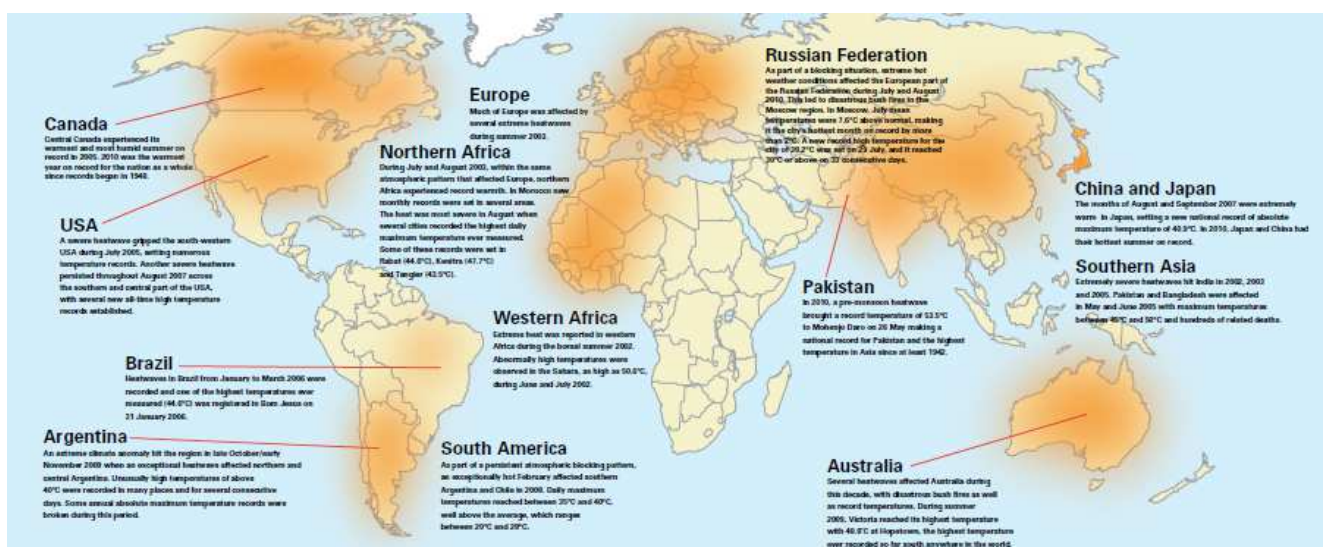 Canada
Central Canada experienced its
warmest and most humid summer on
record in 2005. 2010 was the warmest
year on record for the nation as a whole
since records began in 1948.
USA
A severe heatwave gripped the south-western
USA during July 2005, setting numerous
temperature records. Another severe heatwave
persisted throughout August 2007 across
the southern and central part of the USA,
with several new all-time high temperature
records established.
Brazil
Heatwaves in Brazil from January to March 2006 were
recorded and one of the highest temperatures ever
measured (44.6°C) was registered in Bom Jesus on
31 January 2006.
Argentina
An extreme climate anomaly hit the region in late October/early
November 2009 when an exceptional heatwave affected northern and
central Argentina. Unusually high temperatures of above
40°C were recorded in many places and for several consecutive
days. Some annual absolute maximum temperature records were
broken during this period.
Europe
Much of Europe was affected by
several extreme heatwaves
during summer 2003.
Northern Africa
During July and August 2003, within the same
atmospheric pattern that affected Europe, northern
Africa experienced record warmth. In Morocco new
monthly records were set in several areas.
The heat was most severe in August when
several cities recorded the highest daily
maximum temperature ever measured.
Some of these records were set in
Rabat (44.6°C), Kenitra (47.7°C)
and Tangier (43.5°C).
Western Africa
Extreme heat was reported in western
Africa during the boreal summer 2002.
Abnormally high temperatures were
observed in the Sahara, as high as 50.6°C,
during June and July 2002.
South America
As part of a persistent atmospheric blocking pattern,
an exceptionally hot February affected southern
Argentina and Chile in 2008. Daily maximum
temperatures reached between 35°C and 40°C,
well above the average, which ranges
between 20°C and 28°C.
Russian Federation
As part of a blocking situation, extreme hot
weather conditions affected the European part of
the Russian Federation during July and August
2010. This led to disastrous bush fires in the
Moscow region. In Moscow, July mean
temperatures were 7.6°C above normal, making
it the city's hottest month on record by more
than 2°C. A new record high temperature for the
city of 38.2°C was set on 29 July, and it reached
30°C or above on 33 consecutive days.
Pakistan
In 2010, a pre-monsoon heatwave
brought a record temperature of 53.5°C
to Mohenjo Daro on 26 May making a
national record for Pakistan and the highest
temperature in Asia since at least 1942.
China and Japan
The months of August and September 2007 were extremely
warm in Japan, setting a new national record of absolute
maximum temperature of 40.9°C. In 2010, Japan and China had
their hottest summer on record.
Southern Asia
Extremely severe heatwaves hit India in 2002, 2003
and 2005. Pakistan and Bangladesh were affected
in May and June 2005 with maximum temperatures
between 45°C and 50°C and hundreds of related deaths.
Australia
Several heatwaves affected Australia during
this decade, with disastrous bush fires as well
as record temperatures. During summer
2009, Victoria reached its highest temperature
with 48.8°C at Hopetown, the highest temperature
ever recorded so far south anywhere in the world.